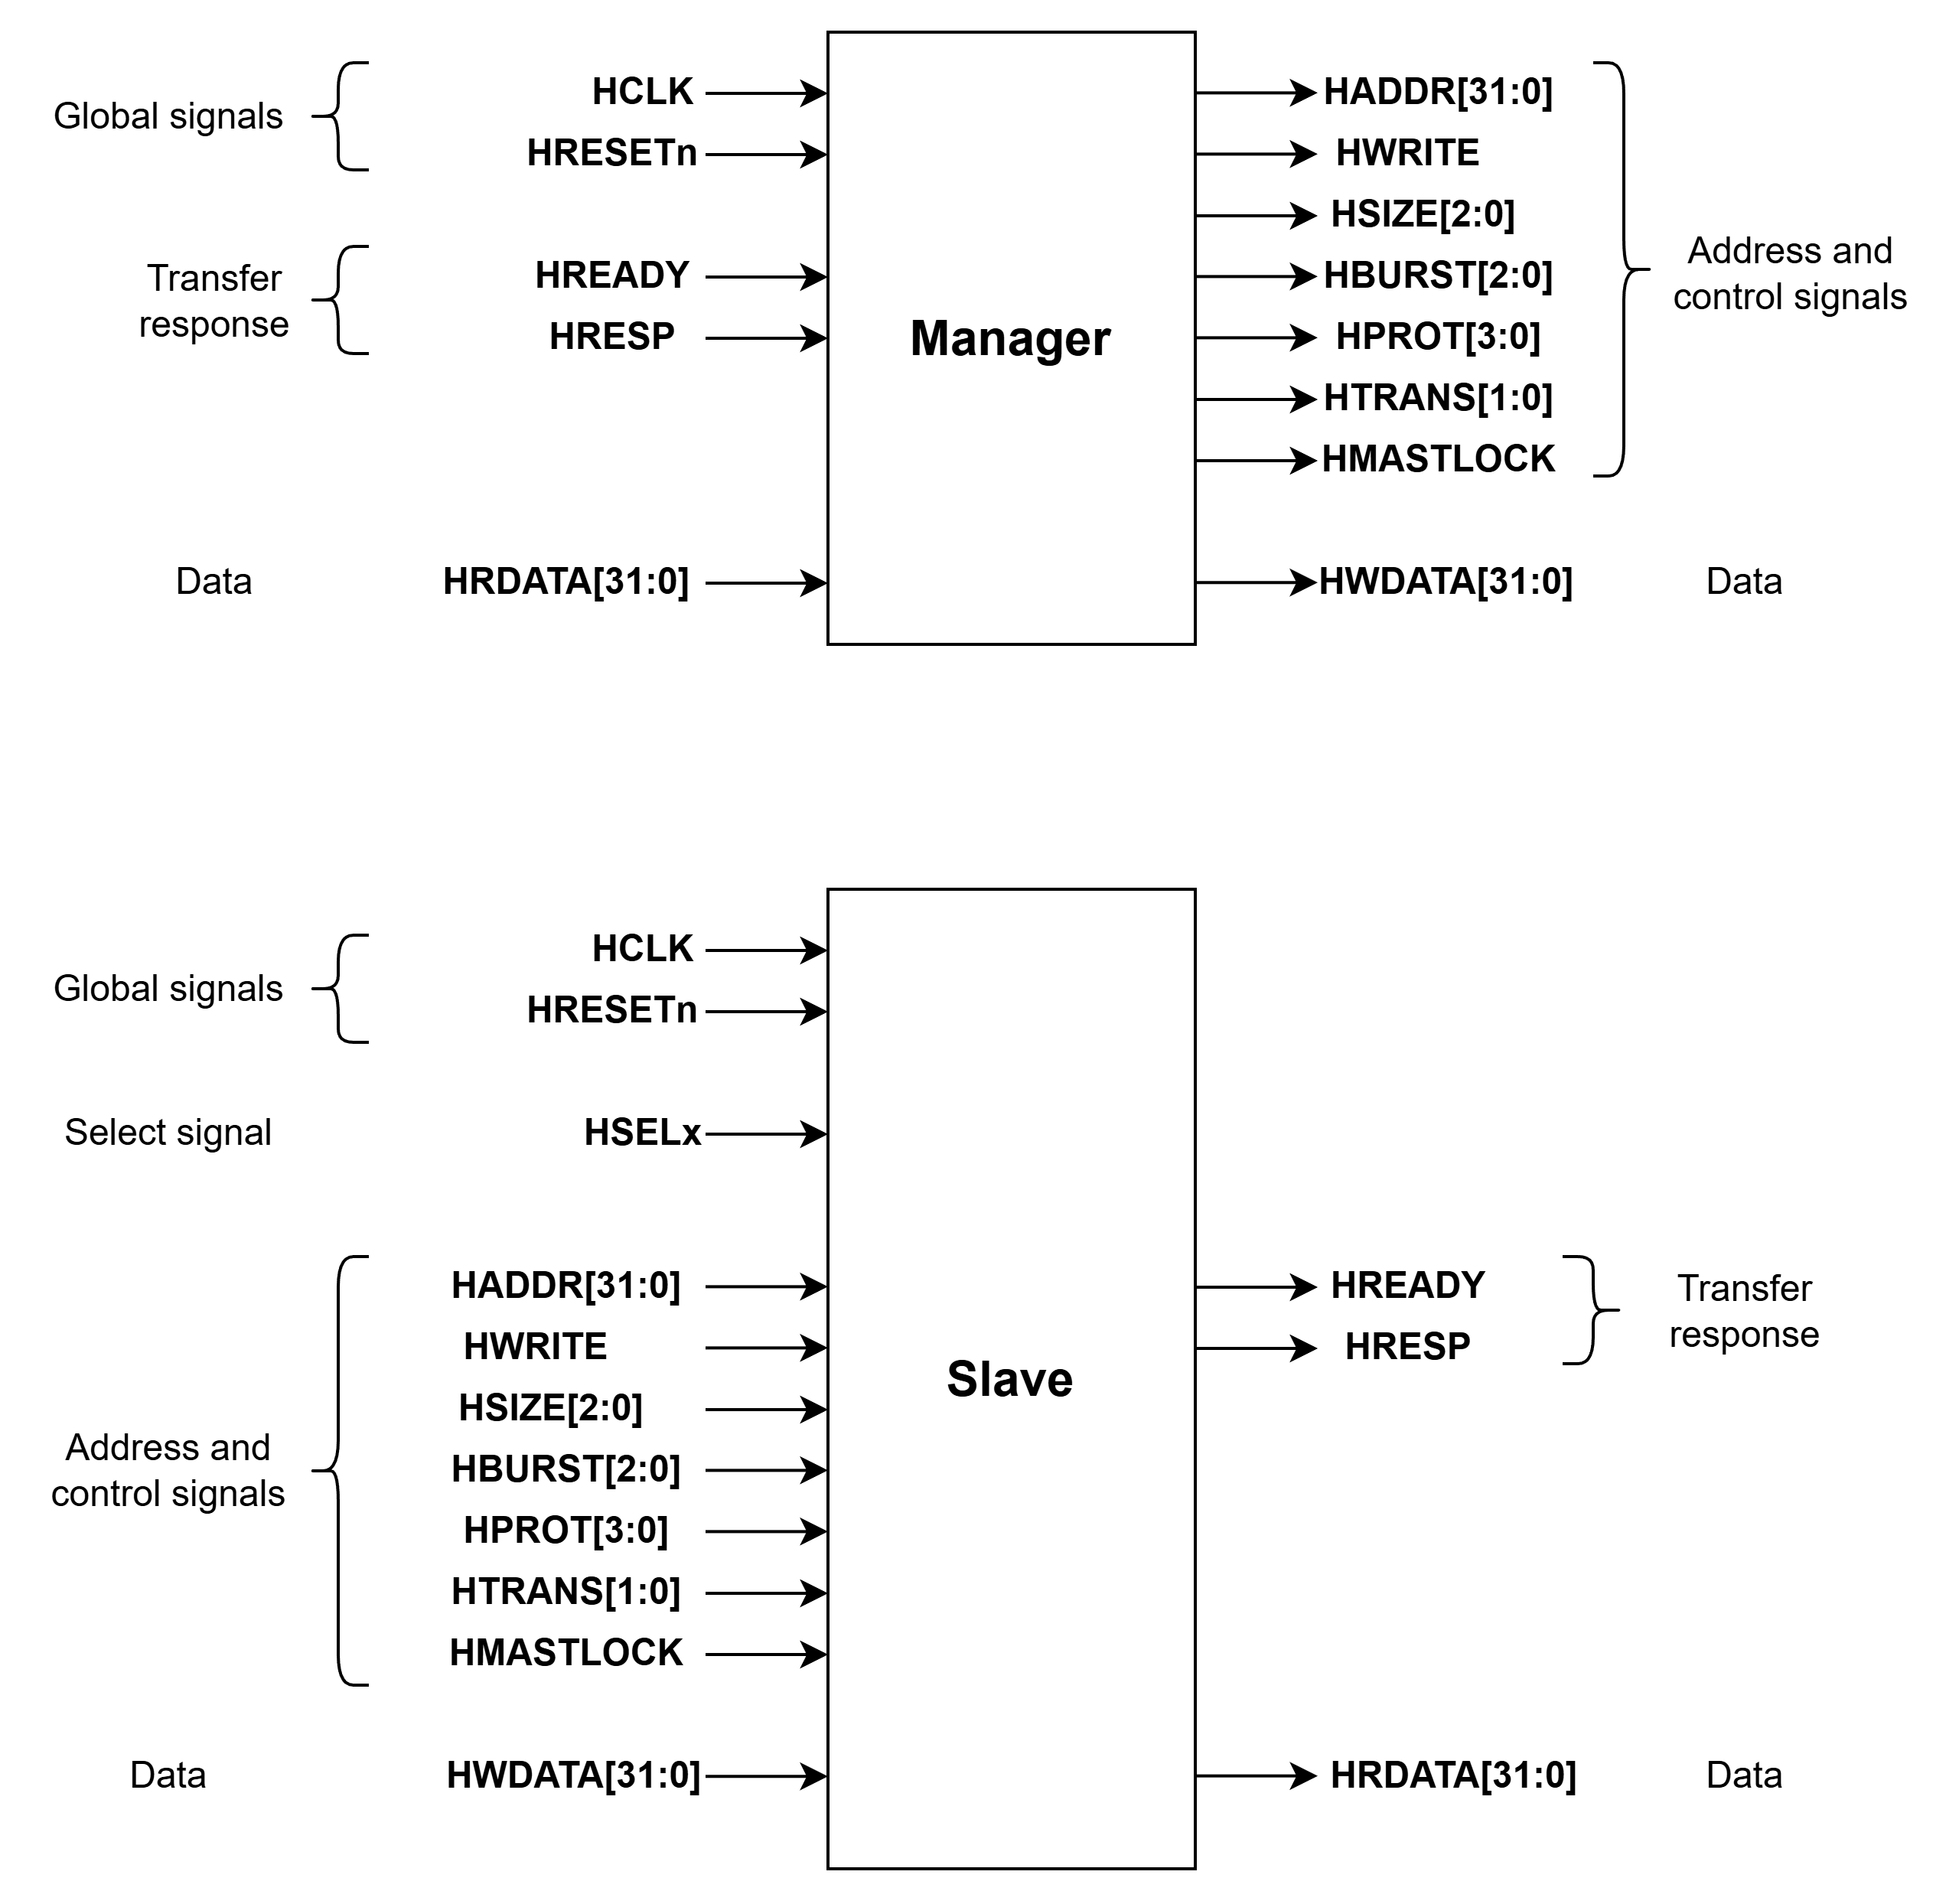 Global signals
HCLK
HRESETn
Transfer
response
HREADY
HRESP
Data
HRDATA[31:0]
Manager
HADDR[31:0]
HWRITE
HSIZE[2:0]
HBURST[2:0]
HPROT[3:0]
HTRANS[1:0]
HMASTLOCK
Address and
control signals
HWDATA[31:0]
Data
Global signals
HCLK
HRESETn
Select signal
HSELx
Address and
control signals
HADDR[31:0]
HWRITE
HSIZE[2:0]
HBURST[2:0]
HPROT[3:0]
HTRANS[1:0]
HMASTLOCK
Data
HWDATA[31:0]
Slave
HREADY
HRESP
Transfer
response
HRDATA[31:0]
Data